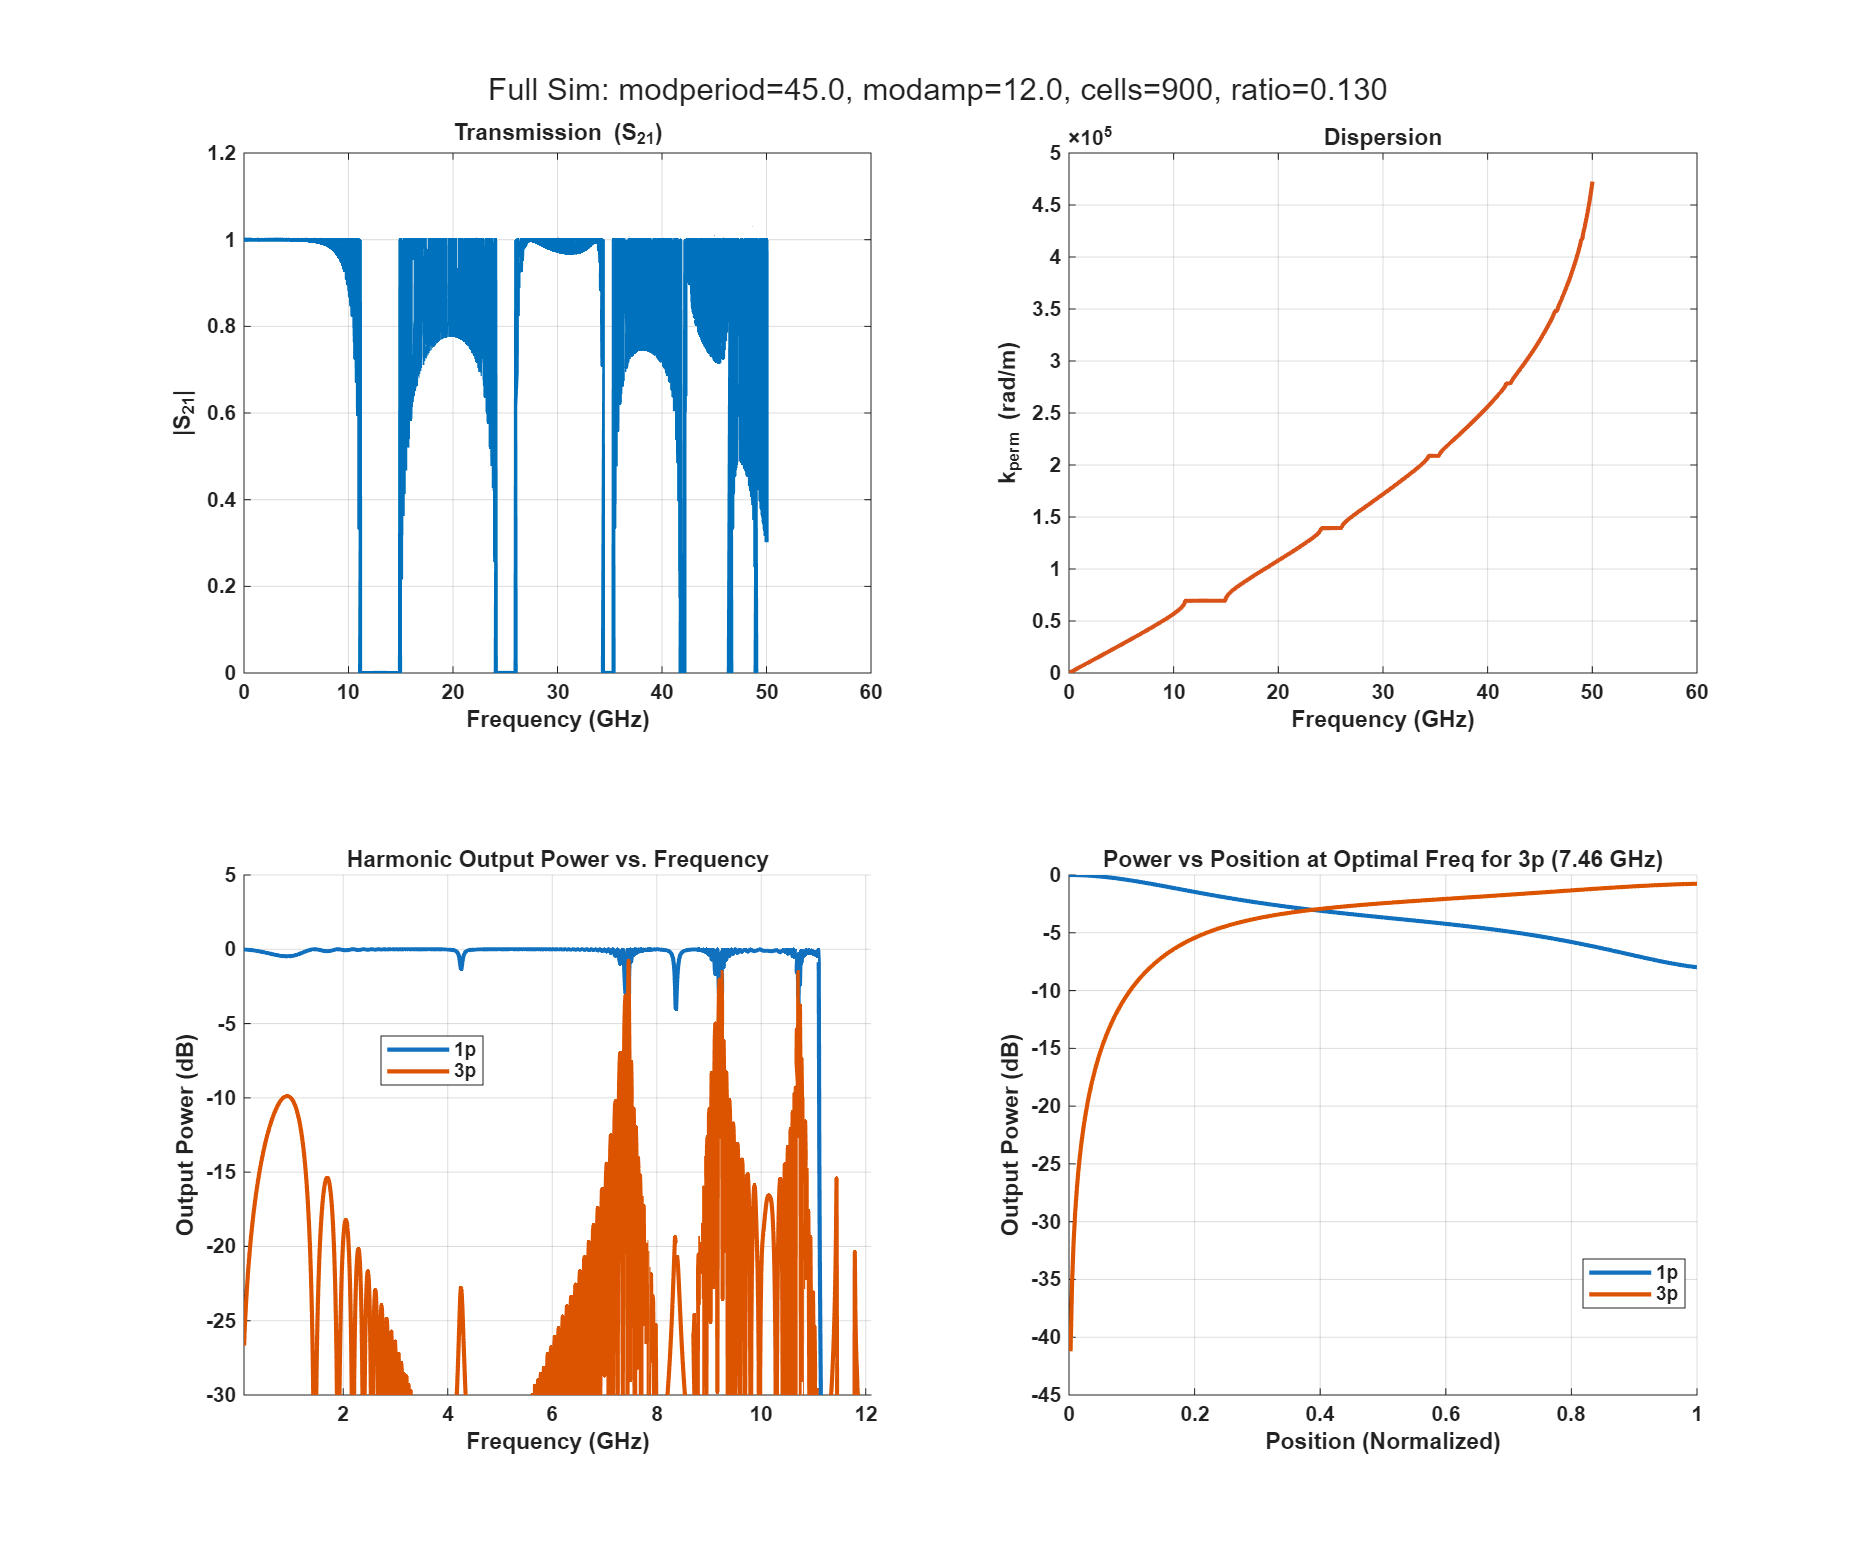 Full Sim: modperiod=45.0, modamp=12.0, cells=900, ratio=0.130
Transmission (S21)
1.2
1
0.8
0.6
0.4
0.2
0
|S21|
0 10 20 30 40 50 60
Frequency (GHz)
×10^5
Dispersion
5
4.5
4
3.5
3
2.5
2
1.5
1
0.5
0
kperm (rad/m)
0 10 20 30 40 50 60
Frequency (GHz)
Harmonic Output Power vs. Frequency
5
0
-5
-10
-15
-20
-25
-30
Output Power (dB)
1p
3p
2 4 6 8 10 12
Frequency (GHz)
Power vs Position at Optimal Freq for 3p (7.46 GHz)
0
-5
-10
-15
-20
-25
-30
-35
-40
-45
Output Power (dB)
1p
3p
0 0.2 0.4 0.6 0.8 1
Position (Normalized)